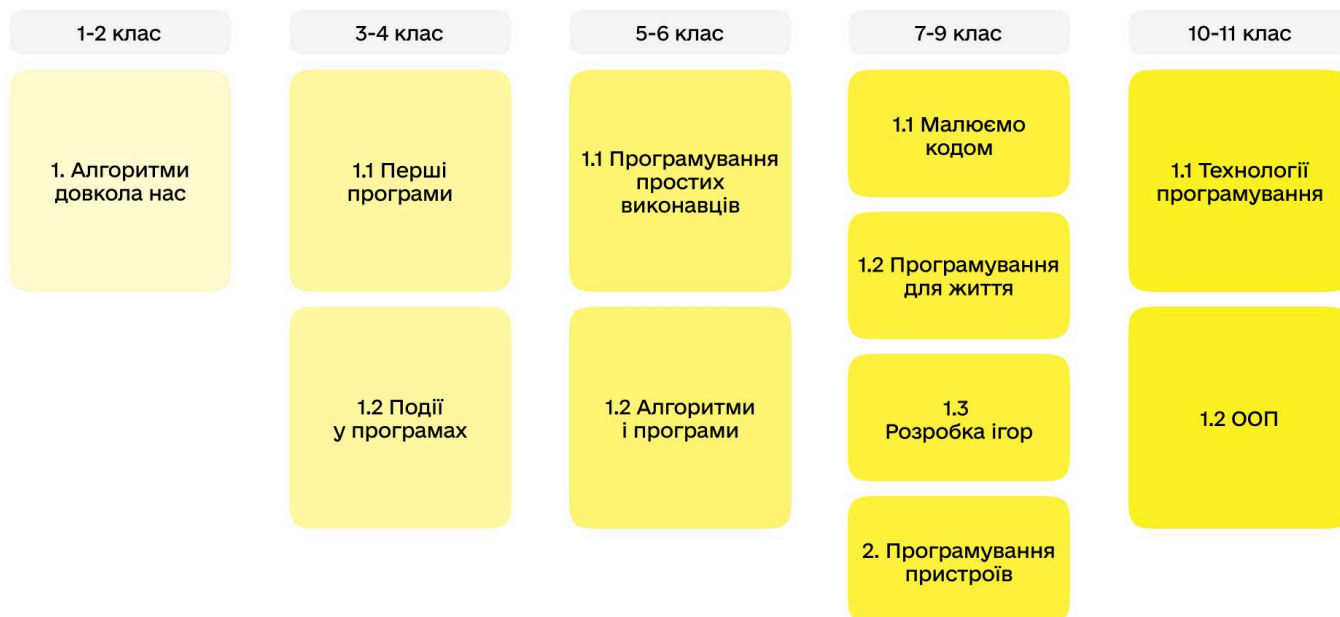 1-2 клас
3-4 клас
5-6 клас
7-9 клас
10-11 клас
1. Алгоритми
довкола нас
1.1 Перші
програми
1.2 Події
у програмах
1.1 Програмування
простих
виконавців
1.2 Алгоритми
і програми
1.1 Малюємо
кодом
1.2 Програмування
для життя
1.3
Розробка ігор
2. Програмування
пристроїв
1.1 Технології
програмування
1.2 ООП